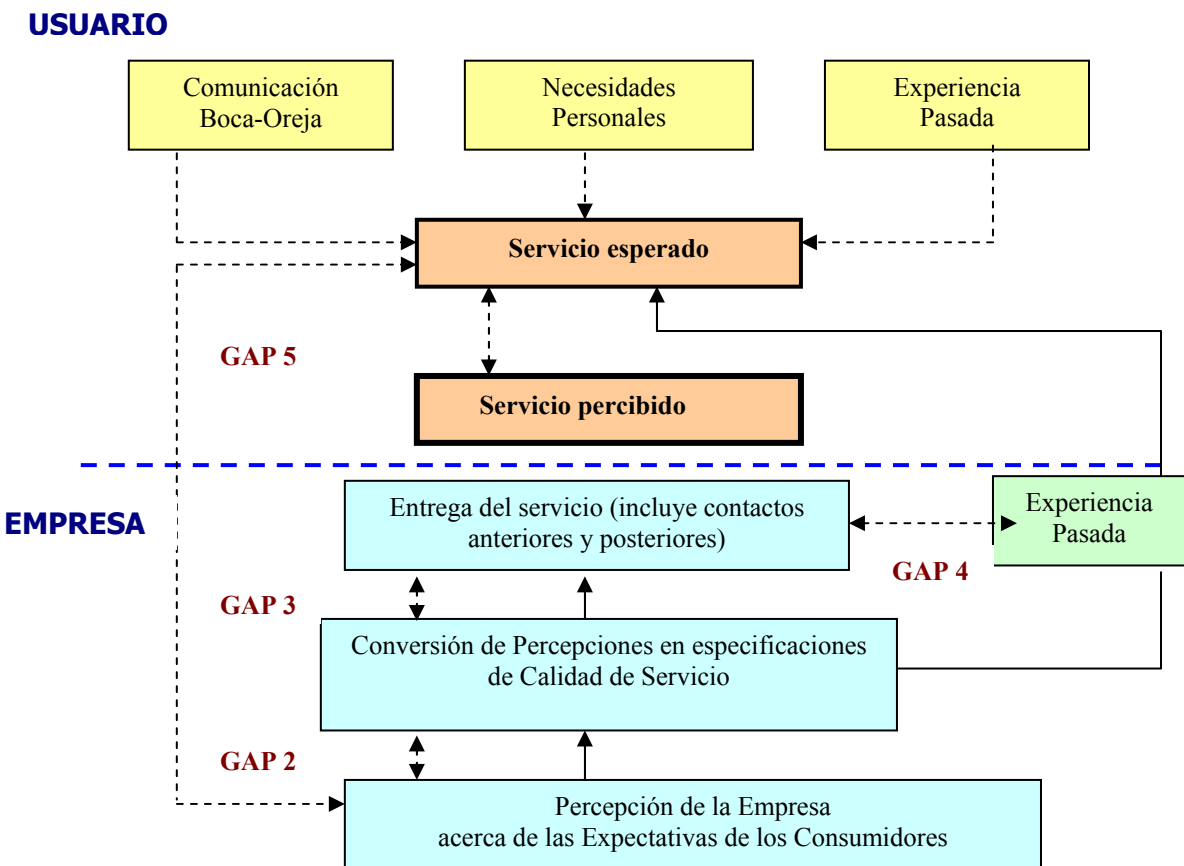 USUARIO
Comunicación
Boca-Oreja
Necesidades
Personales
Experiencia
Pasada
Servicio esperado
GAP 5
Servicio percibido
EMPRESA
Entrega del servicio (incluye contactos
anteriores y posteriores)
Experiencia
Pasada
GAP 4
GAP 3
Conversión de Percepciones en especificaciones
de Calidad de Servicio
GAP 2
Percepción de la Empresa
acerca de las Expectativas de los Consumidores